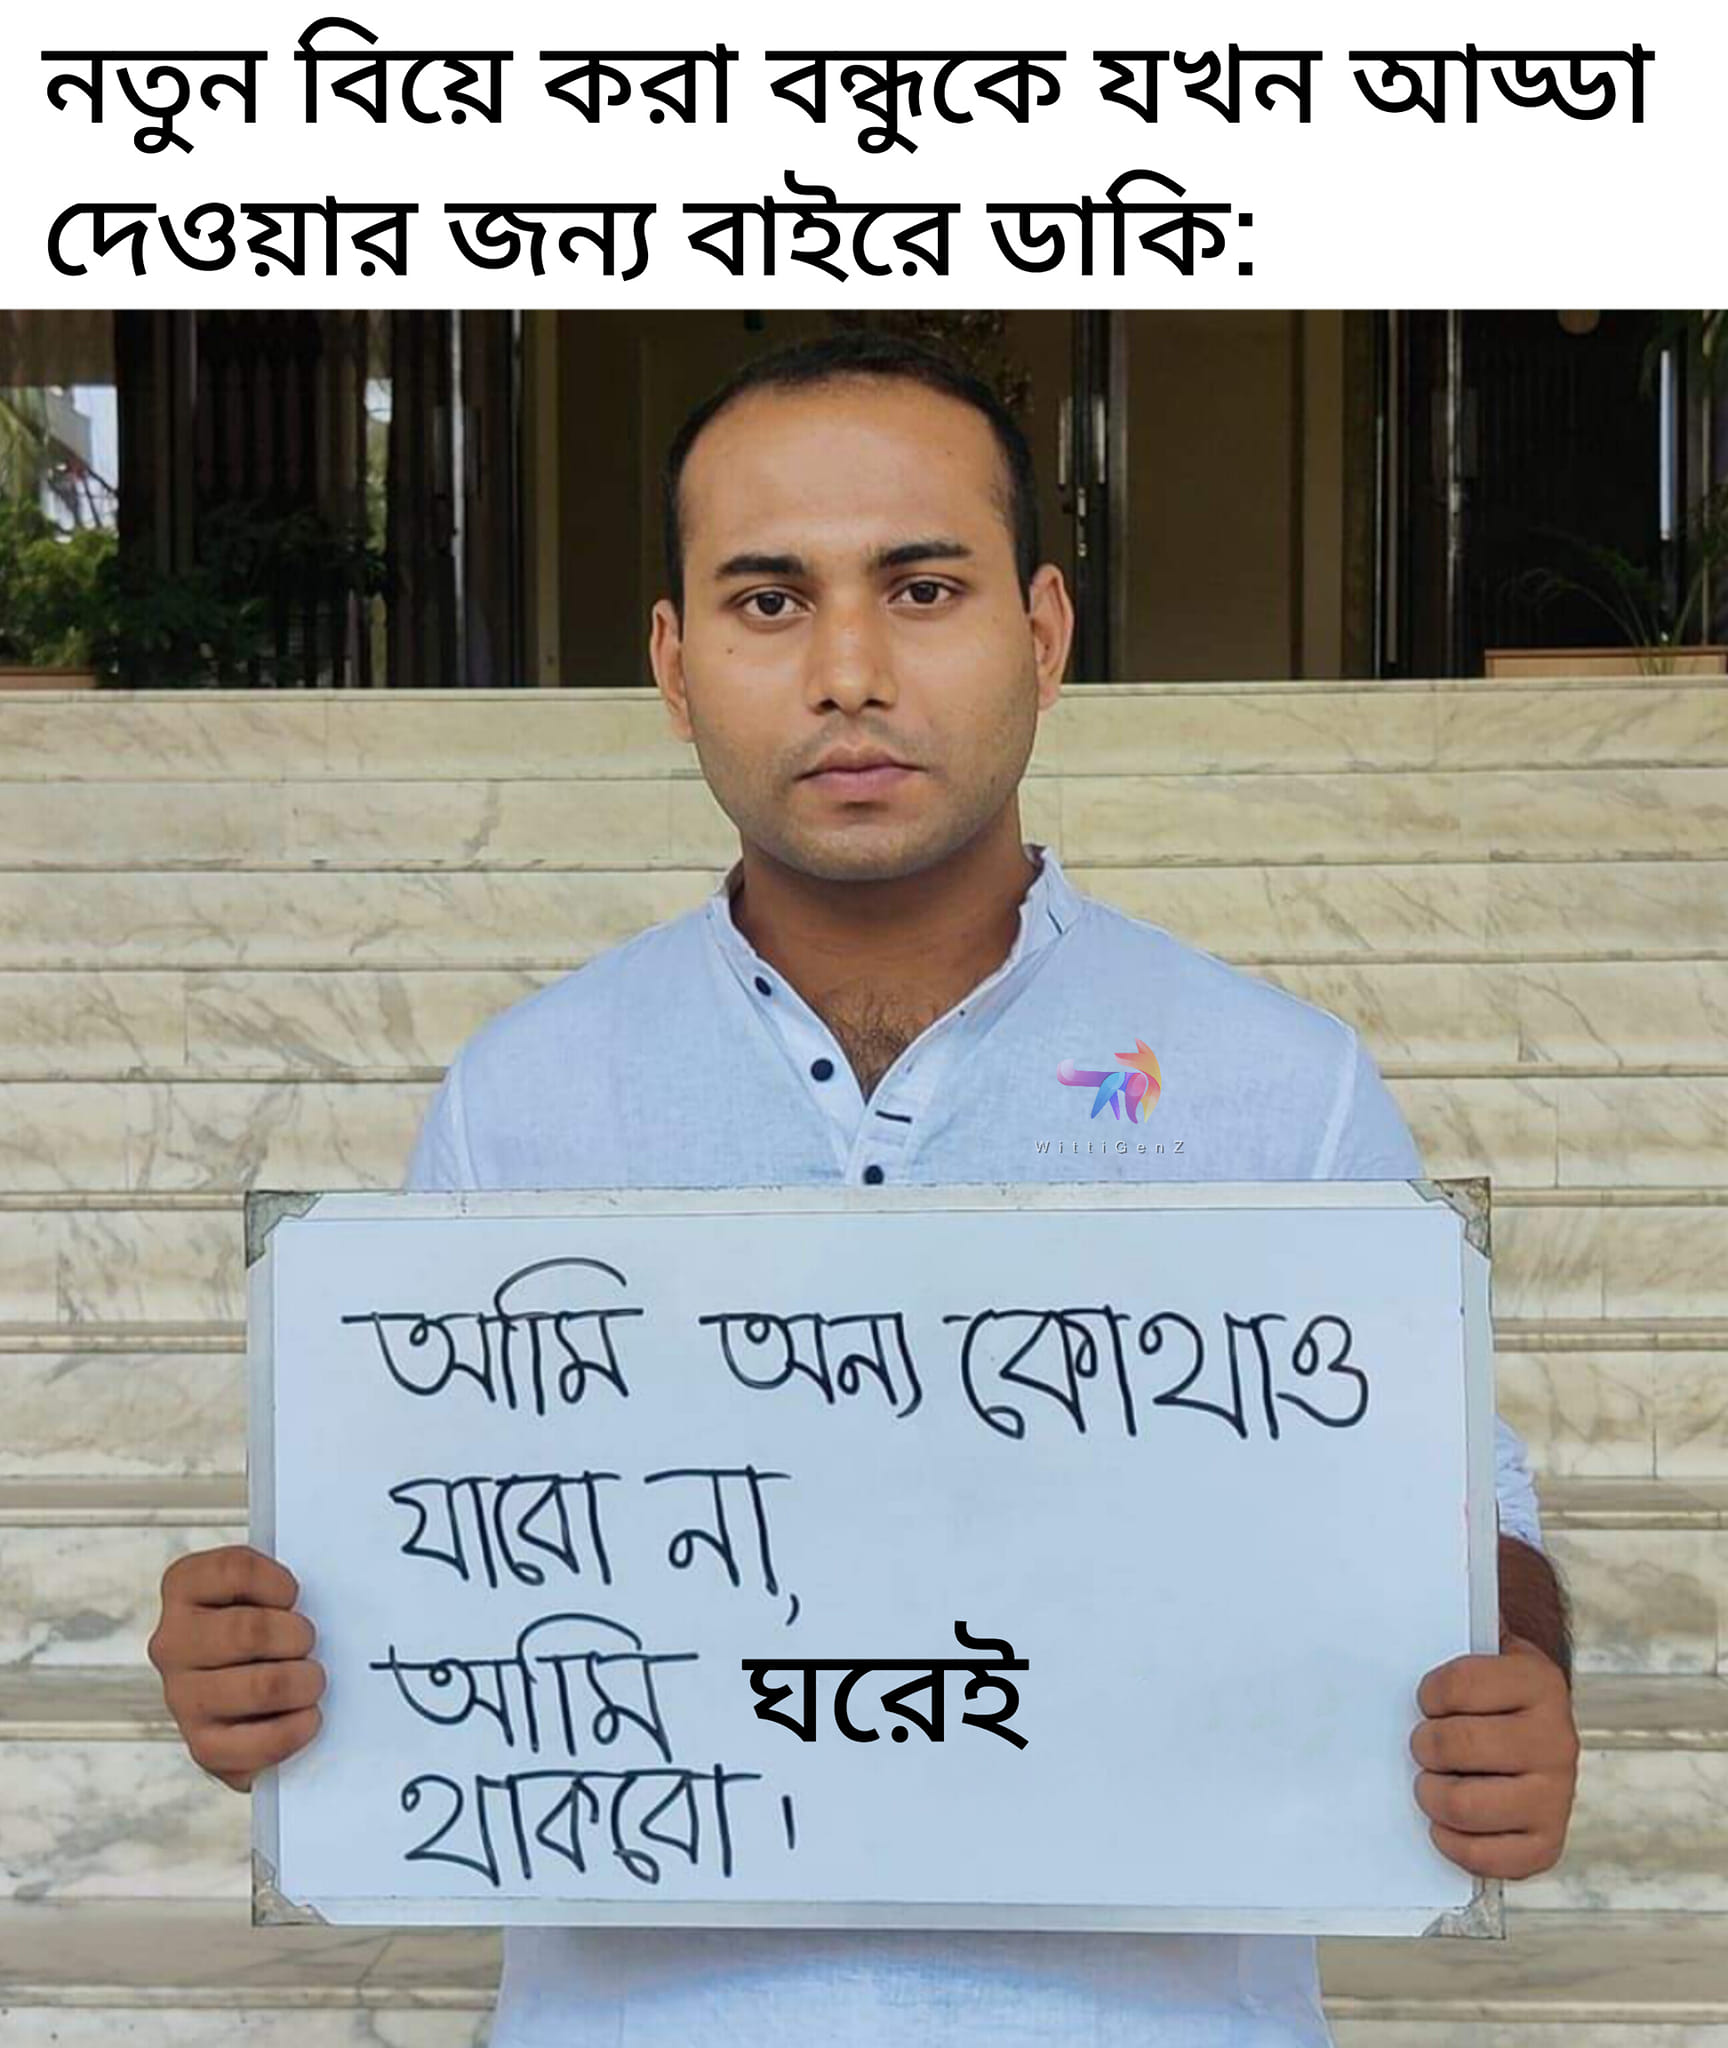 নতুন বিয়ে করা বন্ধুকে যখন আড্ডা
দেওয়ার জন্য বাইরে ডাকি:
WittiGenZ
আমি অন্য কোথাও
যাবো না,
আমি ঘরেই
থাকবো।